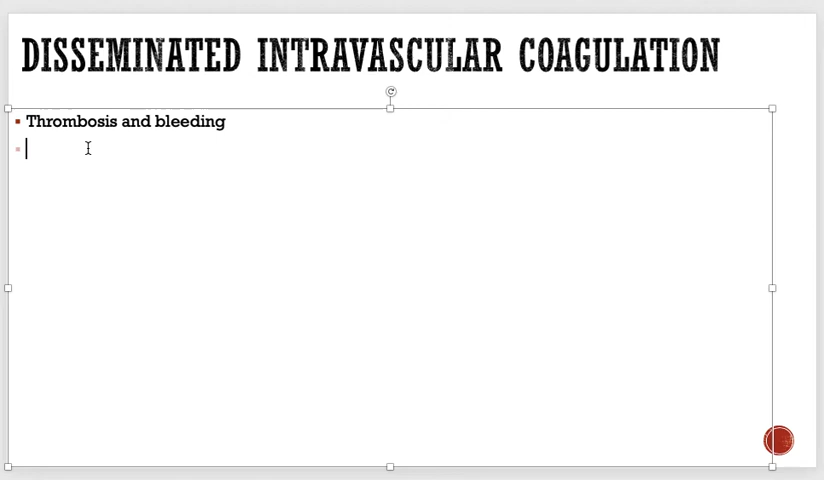 DISSEMINATED INTRAVASCULAR COAGULATION
Thrombosis and bleeding